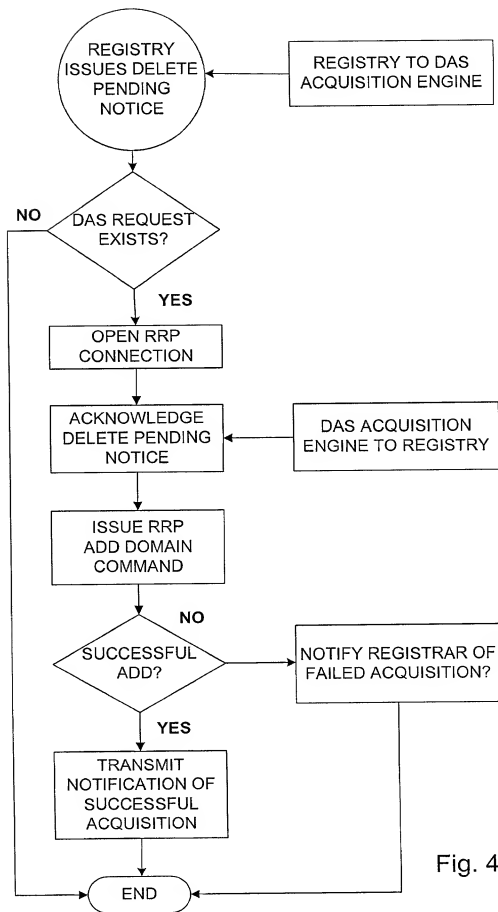 REGISTRY
ISSUES DELETE
PENDING
NOTICE
REGISTRY TO DAS
ACQUISITION ENGINE
NO
DAS REQUEST
EXISTS?
YES
OPEN RRP
CONNECTION
ACKNOWLEDGE
DELETE PENDING
NOTICE
DAS ACQUISITION
ENGINE TO REGISTRY
ISSUE RRP
ADD DOMAIN
COMMAND
NO
SUCCESSFUL
ADD?
NOTIFY REGISTRAR OF
FAILED ACQUISITION?
YES
TRANSMIT
NOTIFICATION OF
SUCCESSFUL
ACQUISITION
END
Fig. 4